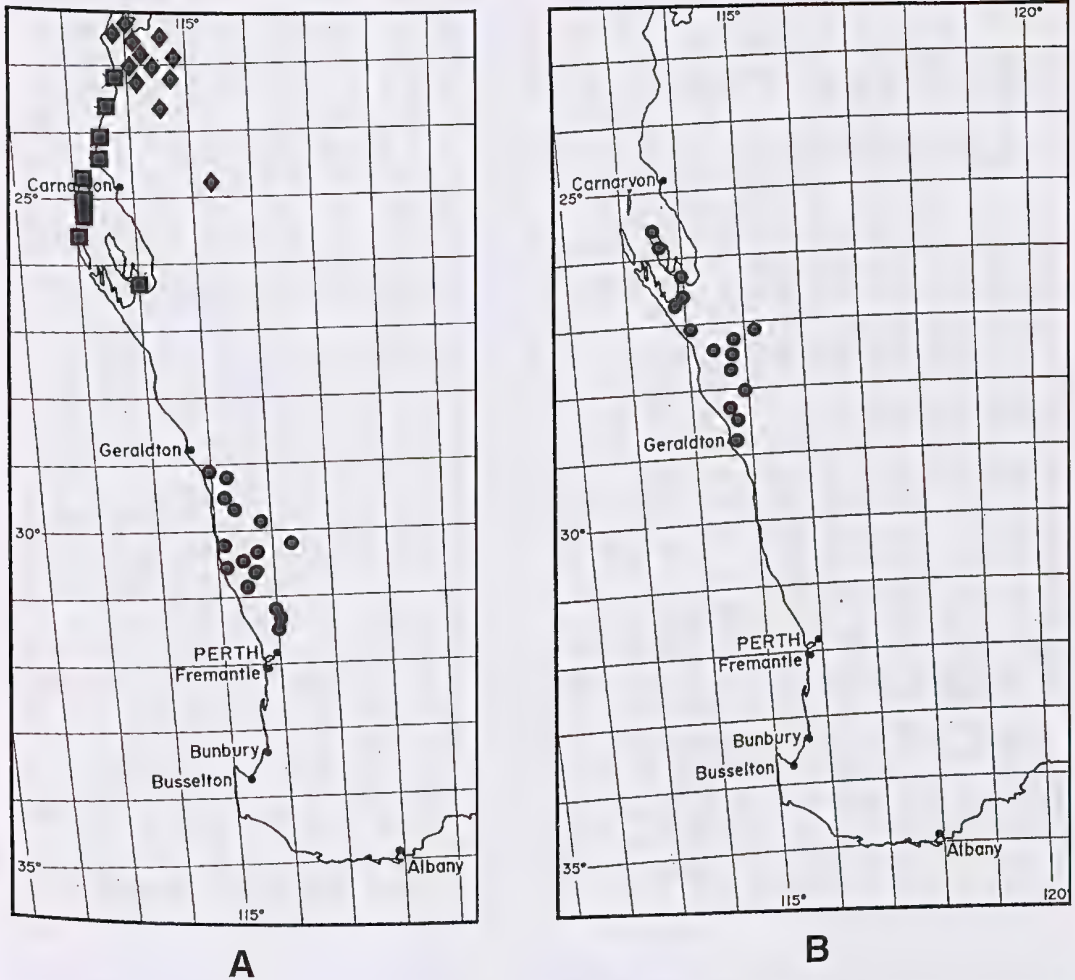 115°
Carnarvon
25°
Geraldton
30°
PERTH
Fremantle
Bunbury
Busselton
Albany
35°
115°
A
115°
120°
Carnarvon
25°
Geraldton
30°
PERTH
Fremantle
Bunbury
Busselton
Albany
35°
115°
120°
B